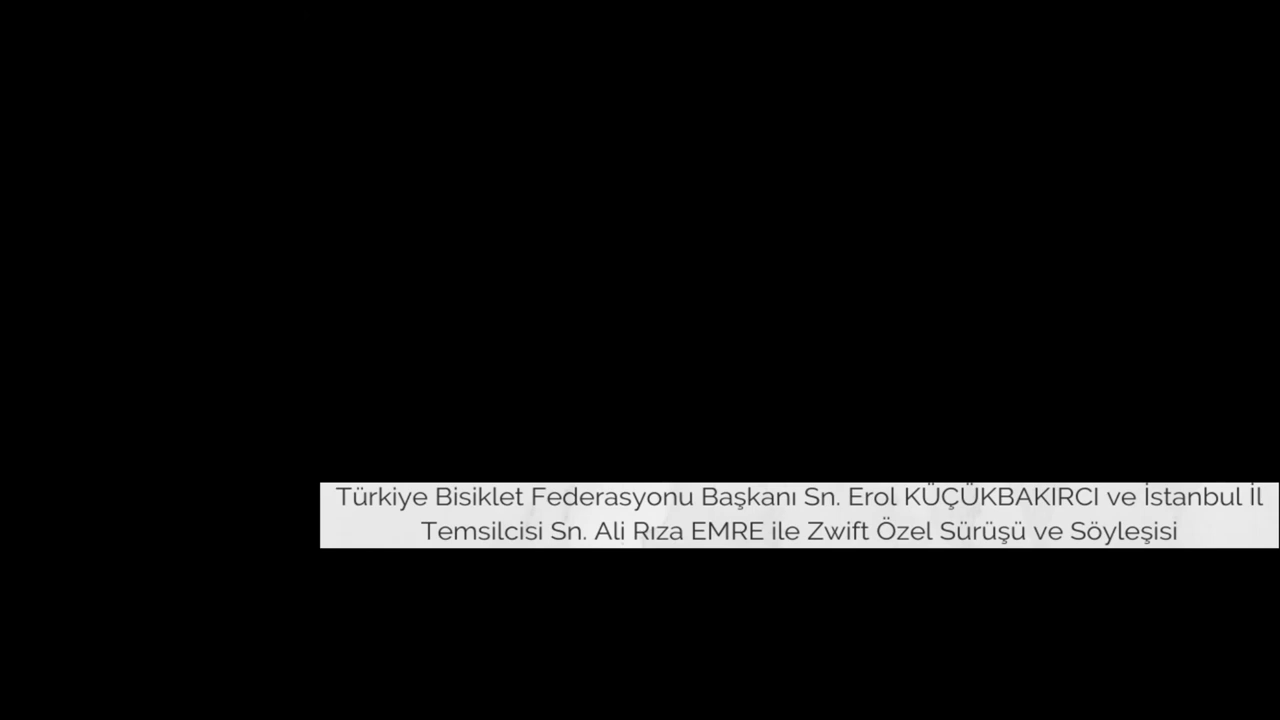 Türkiye Bisiklet Federasyonu Başkanı Sn. Erol KÜÇÜKBAKIRCI ve İstanbul İl
Temsilcisi Sn. Ali Rıza EMRE ile Zwift Özel Sürüşü ve Söyleşisi